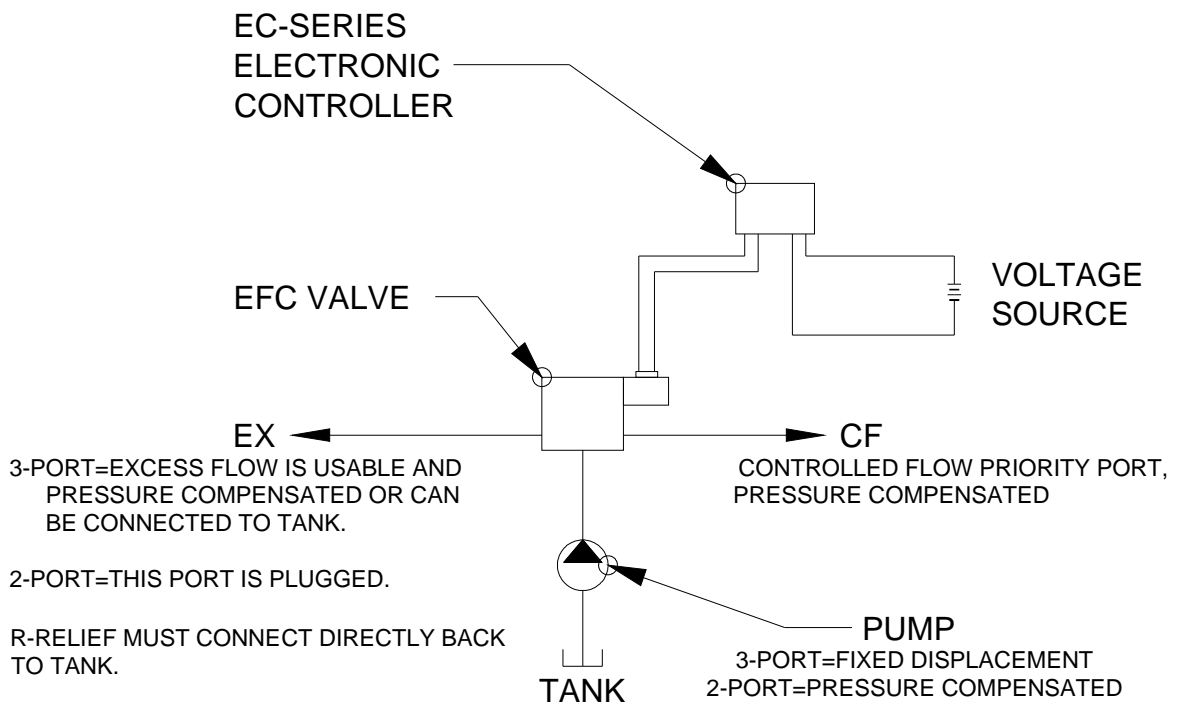 EC-SERIES
ELECTRONIC
CONTROLLER
VOLTAGE
SOURCE
EFC VALVE
EX
3-PORT=EXCESS FLOW IS USABLE AND
PRESSURE COMPENSATED OR CAN
BE CONNECTED TO TANK.
2-PORT=THIS PORT IS PLUGGED.
R-RELIEF MUST CONNECT DIRECTLY BACK
TO TANK.
CF
CONTROLLED FLOW PRIORITY PORT,
PRESSURE COMPENSATED
PUMP
3-PORT=FIXED DISPLACEMENT
2-PORT=PRESSURE COMPENSATED
TANK